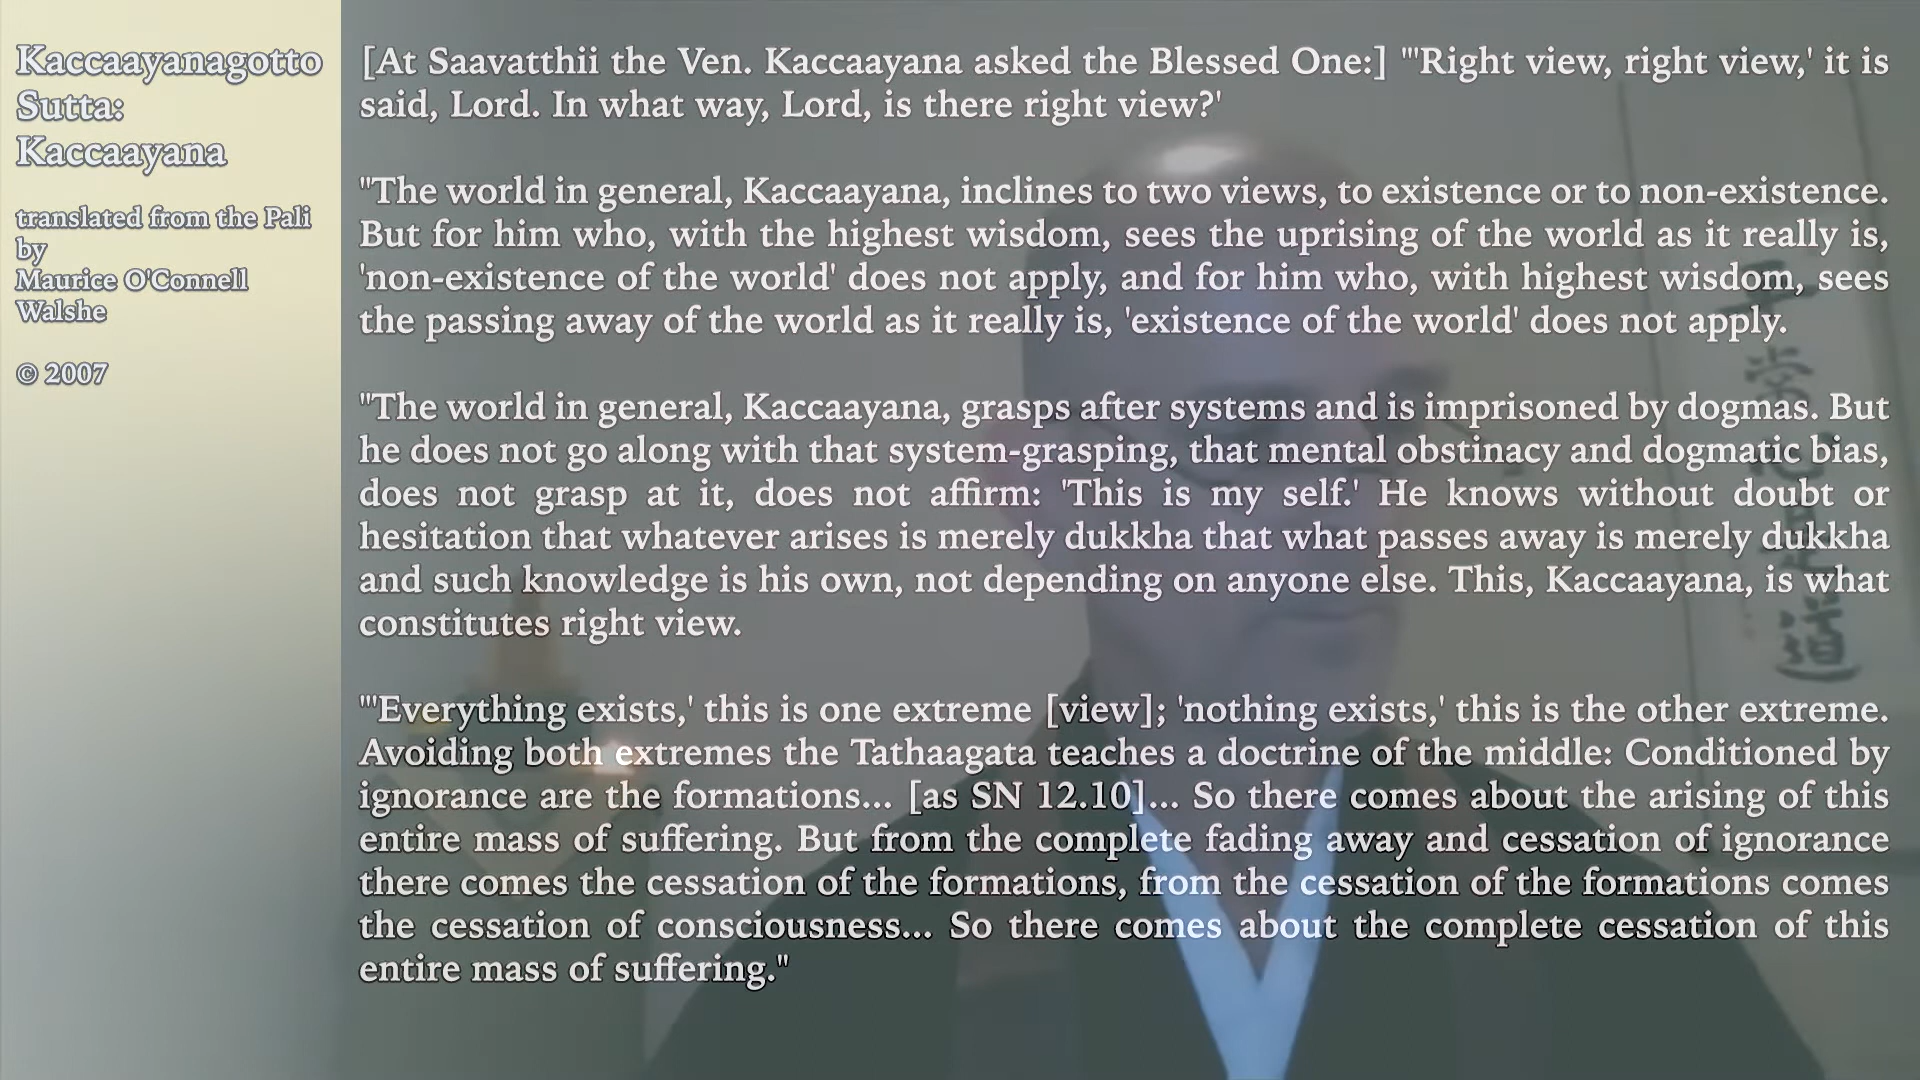 Kaccaayanagotto
Sutta:
Kaccaayana
translated from the Pali
by
Maurice O'Connell
Walshe
© 2007
[At Saavatthii the Ven. Kaccaayana asked the Blessed One:] "'Right view, right view,' it is
said, Lord. In what way, Lord, is there right view?'
"The world in general, Kaccaayana, inclines to two views, to existence or to non-existence.
But for him who, with the highest wisdom, sees the uprising of the world as it really is,
'non-existence of the world' does not apply, and for him who, with highest wisdom, sees
the passing away of the world as it really is, 'existence of the world' does not apply.
"The world in general, Kaccaayana, grasps after systems and is imprisoned by dogmas. But
he does not go along with that system-grasping, that mental obstinacy and dogmatic bias,
does not grasp at it, does not affirm: 'This is my self.' He knows without doubt or
hesitation that whatever arises is merely dukkha that what passes away is merely dukkha
and such knowledge is his own, not depending on anyone else. This, Kaccaayana, is what
constitutes right view.
"'Everything exists,' this is one extreme [view]; 'nothing exists,' this is the other extreme.
Avoiding both extremes the Tathaagata teaches a doctrine of the middle: Conditioned by
ignorance are the formations... [as SN 12.10]... So there comes about the arising of this
entire mass of suffering. But from the complete fading away and cessation of ignorance
there comes the cessation of the formations, from the cessation of the formations comes
the cessation of consciousness... So there comes about the complete cessation of this
entire mass of suffering."
平常心是道